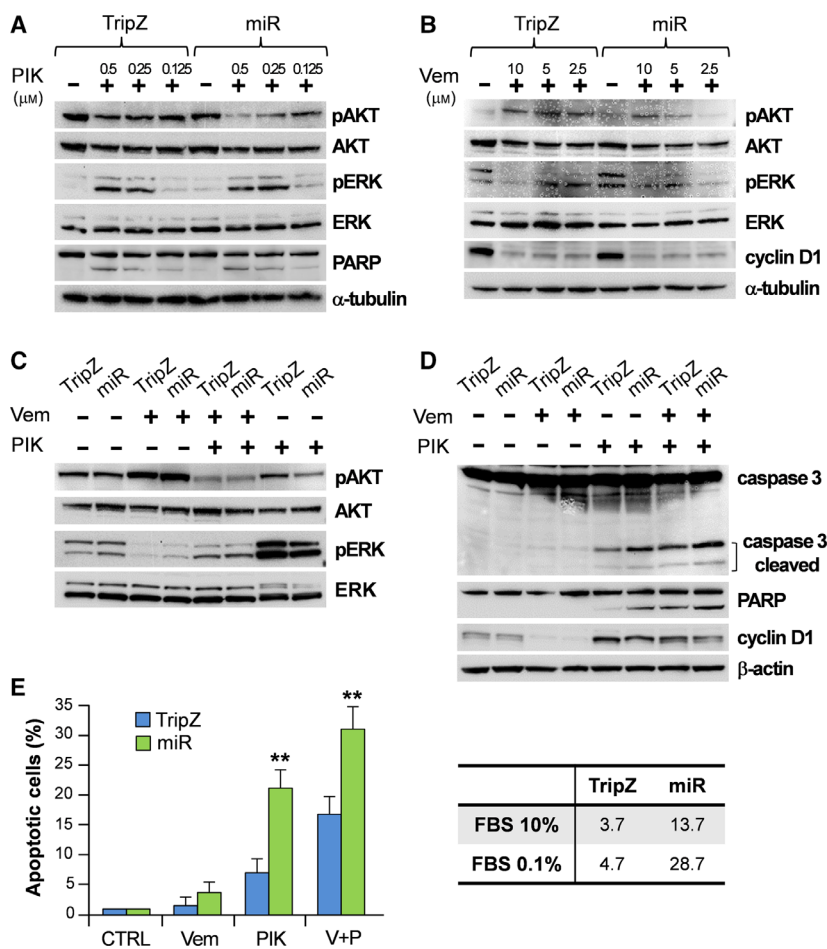 A
TripZ miR
PIK 0.5 0.25 0.125 0.5 0.25 0.125
(μM) – + + + – + + +
pAKT
AKT
pERK
ERK
PARP
α-tubulin
B
TripZ miR
Vem 10 5 2.5 10 5 2.5
(μM) – + + + – + + +
pAKT
AKT
pERK
ERK
cyclin D1
α-tubulin
C
TripZ miR TripZ miR TripZ miR TripZ miR
Vem – – + + + + – –
PIK – – – – + + + +
pAKT
AKT
pERK
ERK
D
TripZ miR TripZ miR TripZ miR TripZ miR
Vem – – + + – – + +
PIK – – – – + + + +
caspase 3
caspase 3
cleaved
PARP
cyclin D1
β-actin
E
Apoptotic cells (%)
35
30
25
20
15
10
5
0
TripZ
miR
**
**
CTRL Vem PIK V+P
TripZ miR
FBS 10% 3.7 13.7
FBS 0.1% 4.7 28.7